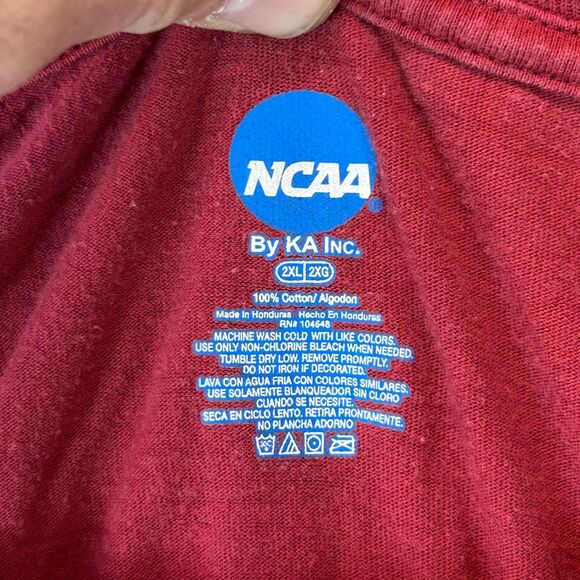 NCAA
By KA Inc.
2XL 2XG
100% Cotton/ Algodon
Made in Honduras Hecho En Honduras
RN# 104648
MACHINE WASH COLD WITH LIKE COLORS.
USE ONLY NON-CHLORINE BLEACH WHEN NEEDED.
TUMBLE DRY LOW. REMOVE PROMPTLY.
DO NOT IRON IF DECORATED.
LAVA CON AGUA FRIA CON COLORES SIMILARES.
USE SOLAMENTE BLANQUEADOR SIN CLORO
CUANDO SE NECESITE.
SECA EN CICLO LENTO. RETIRA PRONTAMENTE.
NO PLANCHA ADORNO